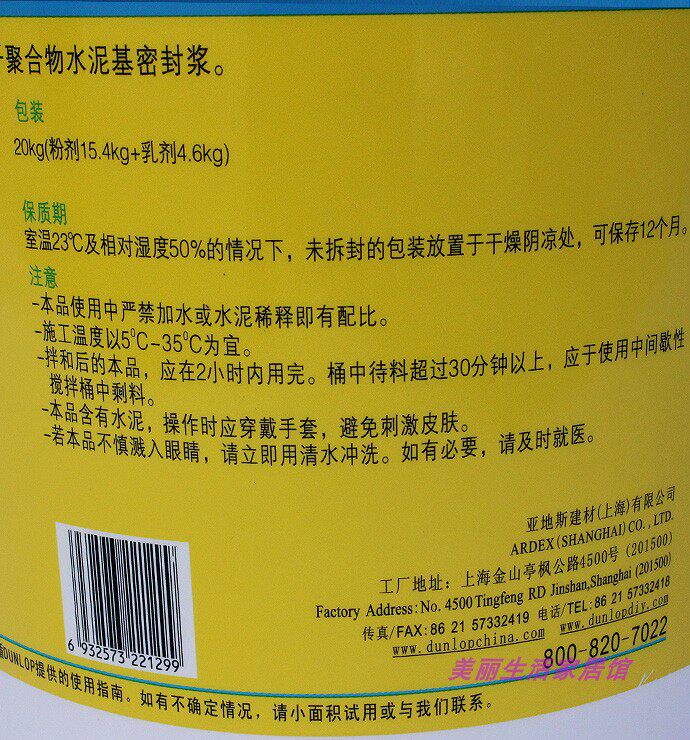 聚合物水泥基密封浆。
包装
20kg(粉剂15.4kg+乳剂4.6kg)
保质期
室温23℃及相对湿度50%的情况下，未拆封的包装放置于干燥阴凉处，可保存12个月。
注意
-本品使用中严禁加水或水泥稀释即有配比。
-施工温度以5⁰C-35⁰C为宜。
-拌和后的本品，应在2小时内用完。桶中待料超过30分钟以上，应于使用中间歇性
搅拌桶中剩料。
-本品含有水泥，操作时应穿戴手套，避免刺激皮肤。
-若本品不慎溅入眼睛，请立即用清水冲洗。如有必要，请及时就医。
亚地斯建材(上海)有限公司
ARDEX (SHANGHAI) CO., LTD.
工厂地址：上海金山亭枫公路4500号 (201500)
Factory Address: No. 4500 Tingfeng RD Jinshan,Shanghai (201500)
传真/FAX: 86 21 57332419 电话/TEL: 86 21 57332418
www.dunlopchina.com www.dunlopdiy.com
800-820-7022
6 932573 221299
美丽生活家居馆
DUNLOP提供的使用指南。如有不确定情况，请小面积试用或与我们联系。